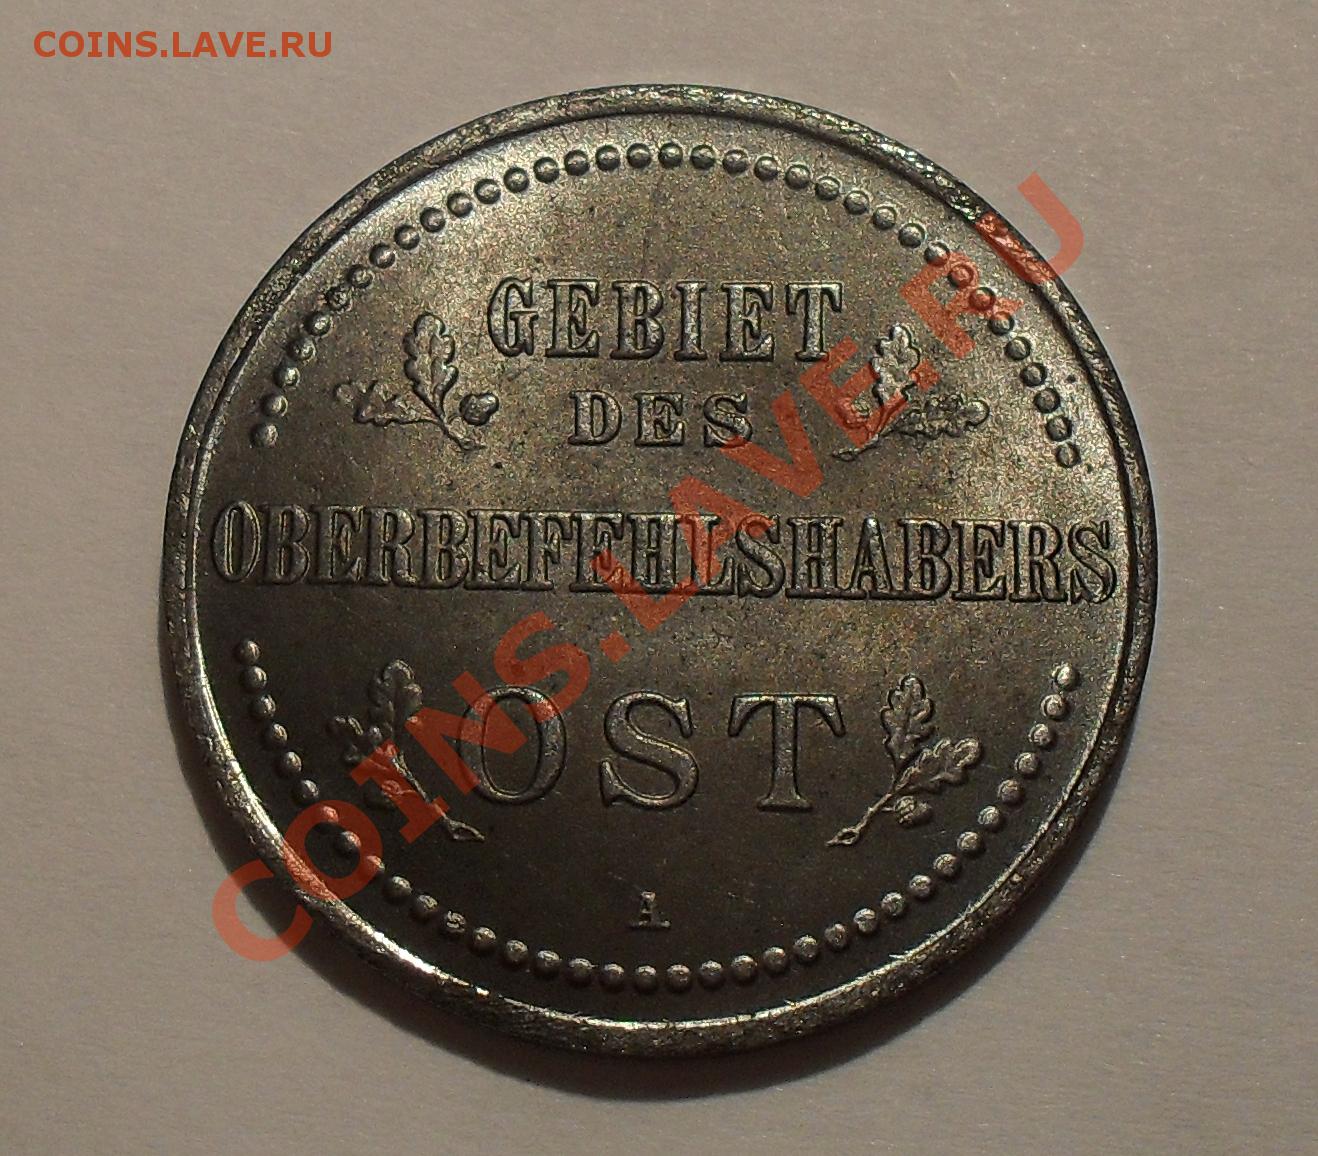 COINS.LAVE.RU
GEBIET
DES
OBERBEFEHLSHABERS
OST
A
COINS.LAVE.RU